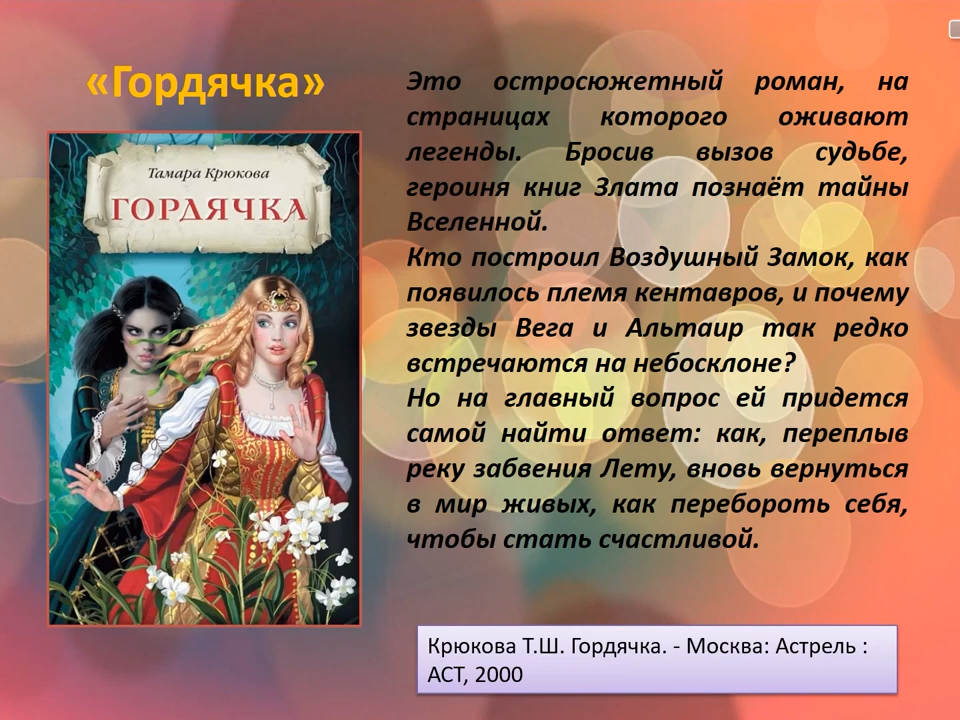 «Гордячка»
Тамара Крюкова
ГОРДЯЧКА
Это остросюжетный роман, на
страницах которого оживают
легенды. Бросив вызов судьбе,
героиня книг Злата познаёт тайны
Вселенной.
Кто построил Воздушный Замок, как
появилось племя кентавров, и почему
звезды Вега и Альтаир так редко
встречаются на небосклоне?
Но на главный вопрос ей придется
самой найти ответ: как, переплыв
реку забвения Лету, вновь вернуться
в мир живых, как перебороть себя,
чтобы стать счастливой.
Крюкова Т.Ш. Гордячка. - Москва: Астрель :
АСТ, 2000